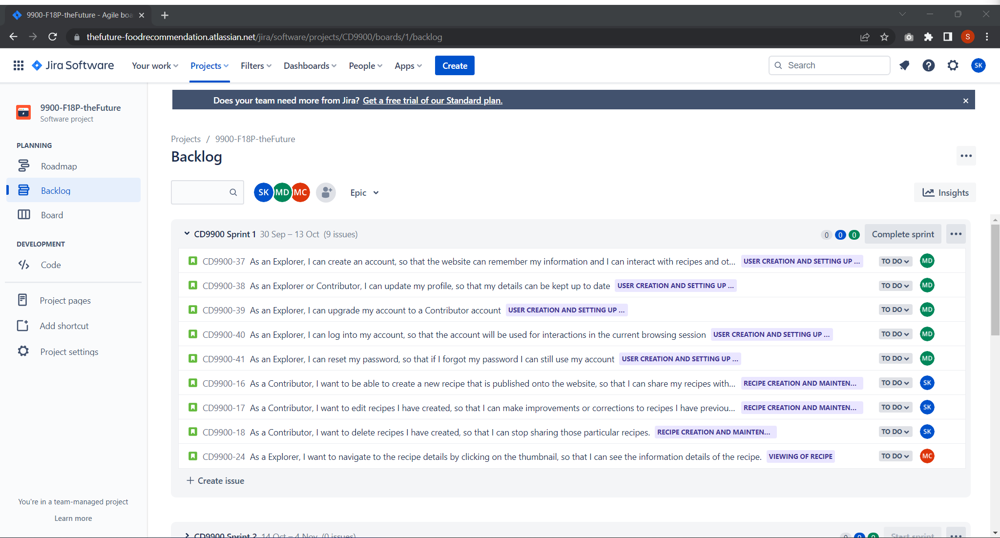 9900-F18P-theFuture - Agile boa
thefuture-foodrecommendation.atlassian.net/jira/software/projects/CD9900/boards/1/backlog
S
Jira Software
Your work
Projects
Filters
Dashboards
People
Apps
Create
Search
SK
Does your team need more from Jira? Get a free trial of our Standard plan.
9900-F18P-theFuture
Software project
PLANNING
Roadmap
Backlog
Board
DEVELOPMENT
Code
Project pages
Add shortcut
Project settings
You're in a team-managed project
Learn more
Projects / 9900-F18P-theFuture
Backlog
SK MD MC
Epic
Insights
CD9900 Sprint 1 30 Sep – 13 Oct (9 issues) 0 0 0 Complete sprint
CD9900-37 As an Explorer, I can create an account, so that the website can remember my information and I can interact with recipes and ot... USER CREATION AND SETTING UP ... TO DO MD
CD9900-38 As an Explorer or Contributor, I can update my profile, so that my details can be kept up to date USER CREATION AND SETTING UP ... TO DO MD
CD9900-39 As an Explorer, I can upgrade my account to a Contributor account USER CREATION AND SETTING UP ... TO DO MD
CD9900-40 As an Explorer, I can log into my account, so that the account will be used for interactions in the current browsing session USER CREATION AND SETTING UP ... TO DO MD
CD9900-41 As an Explorer, I can reset my password, so that if I forgot my password I can still use my account USER CREATION AND SETTING UP ... TO DO MD
CD9900-16 As a Contributor, I want to be able to create a new recipe that is published onto the website, so that I can share my recipes with... RECIPE CREATION AND MAINTEN... TO DO SK
CD9900-17 As a Contributor, I want to edit recipes I have created, so that I can make improvements or corrections to recipes I have previou... RECIPE CREATION AND MAINTEN... TO DO SK
CD9900-18 As a Contributor, I want to delete recipes I have created, so that I can stop sharing those particular recipes. RECIPE CREATION AND MAINTEN... TO DO SK
CD9900-24 As a Explorer, I want to navigate to the recipe details by clicking on the thumbnail, so that I can see the information details of the recipe. VIEWING OF RECIPE TO DO MC
Create issue
CD9900 Sprint 2 14 Oct – 4 Nov (0 issues) 0 0 0 Start sprint